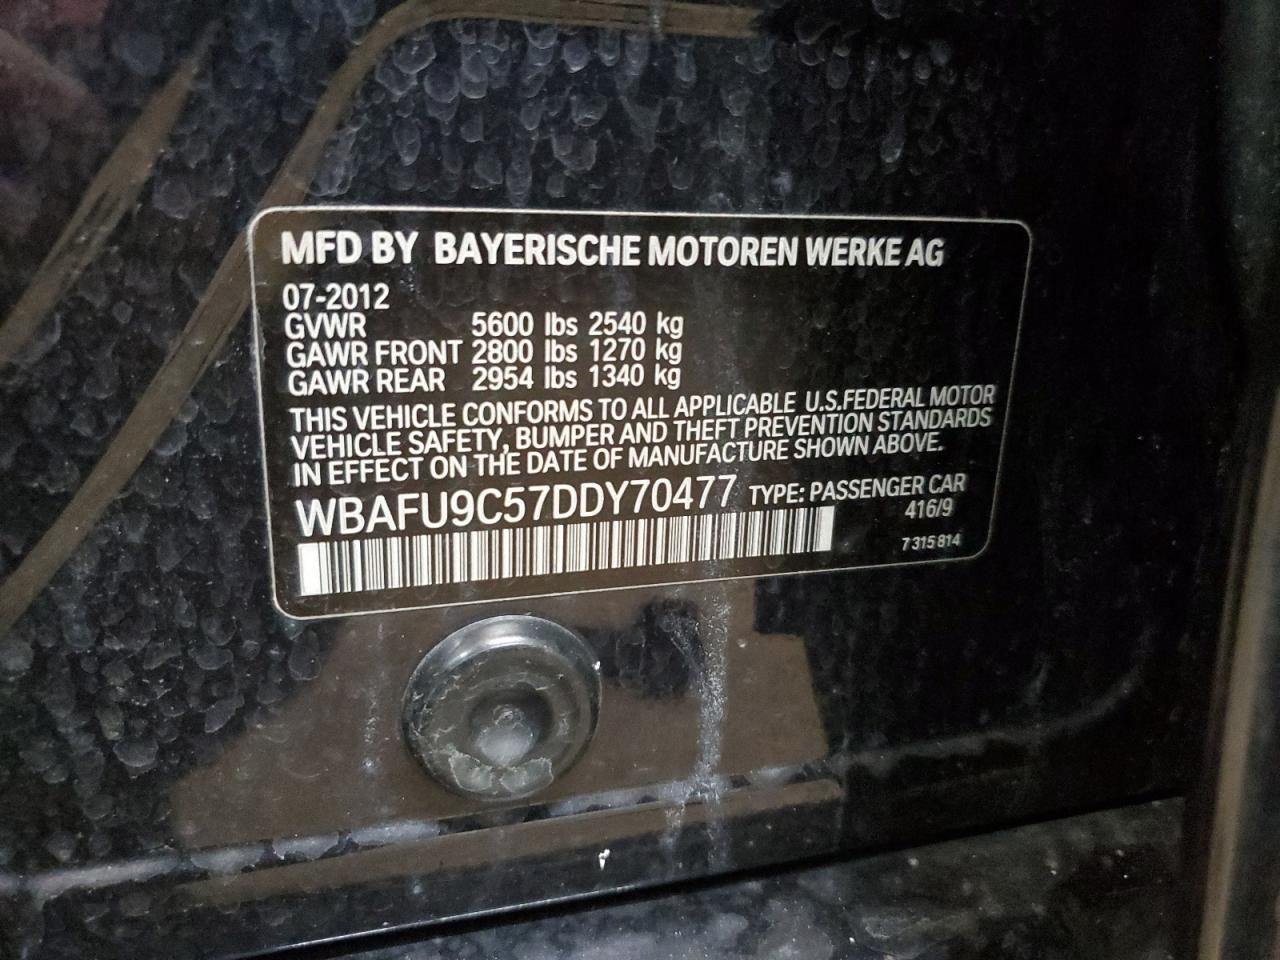 MFD BY BAYERISCHE MOTOREN WERKE AG
07-2012
GVWR 5600 lbs 2540 kg
GAWR FRONT 2800 lbs 1270 kg
GAWR REAR 2954 lbs 1340 kg
THIS VEHICLE CONFORMS TO ALL APPLICABLE U.S.FEDERAL MOTOR
VEHICLE SAFETY, BUMPER AND THEFT PREVENTION STANDARDS
IN EFFECT ON THE DATE OF MANUFACTURE SHOWN ABOVE.
WBAFU9C57DDY70477 TYPE: PASSENGER CAR
416/9
7 315 814